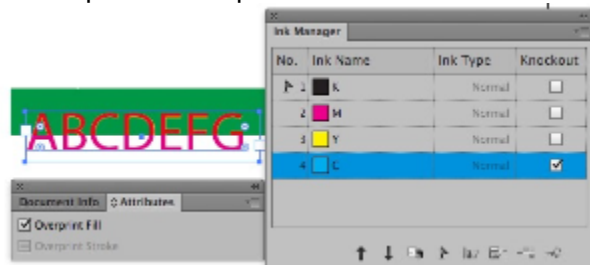 Ink Manager
No. Ink Name Ink Type Knockout
1 K Normal
2 M Normal
3 Y Normal
4 C Normal
ABCDEFG
Document Info Attributes
Overprint Fill
Overprint Stroke